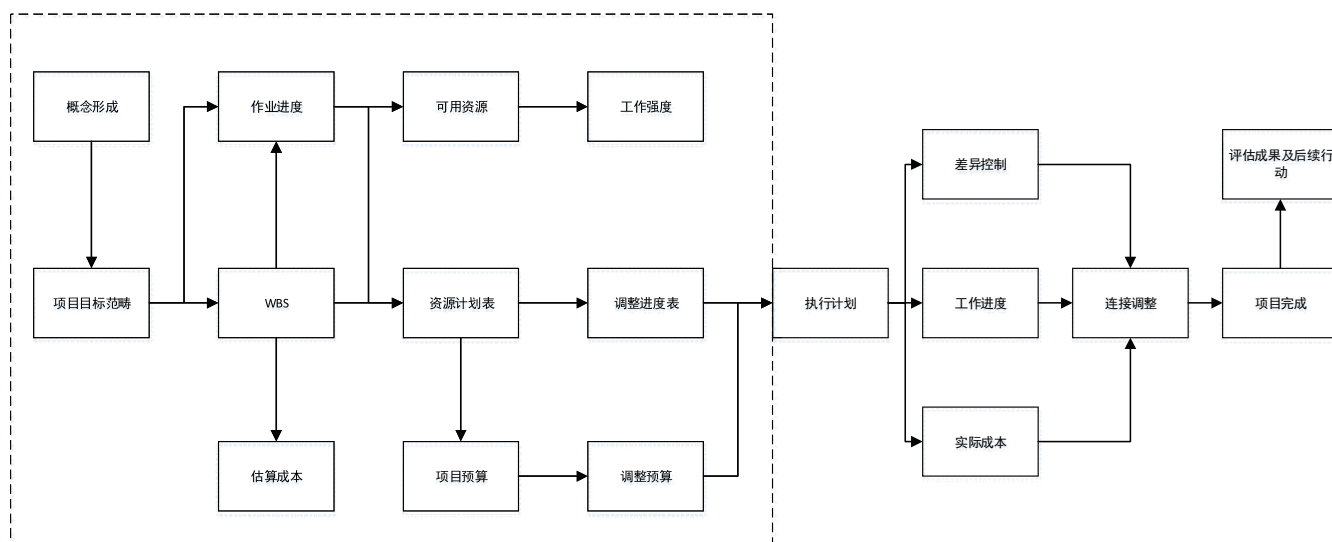 概念形成
作业进度
可用资源
工作强度
差异控制
评估成果及后续行
动
项目目标范畴
WBS
资源计划表
调整进度表
执行计划
工作进度
连接调整
项目完成
估算成本
项目预算
调整预算
实际成本